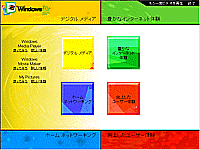 Windows xp
デジタル メディア
豊かなインターネット体験
Windows
Media Player
Windows
Movie Maker
My Pictures
デジタル メディア
豊かな
インターネット
体験
ホーム
ネットワーキング
向上した
ユーザー体験
ホーム ネットワーキング
向上したユーザー体験